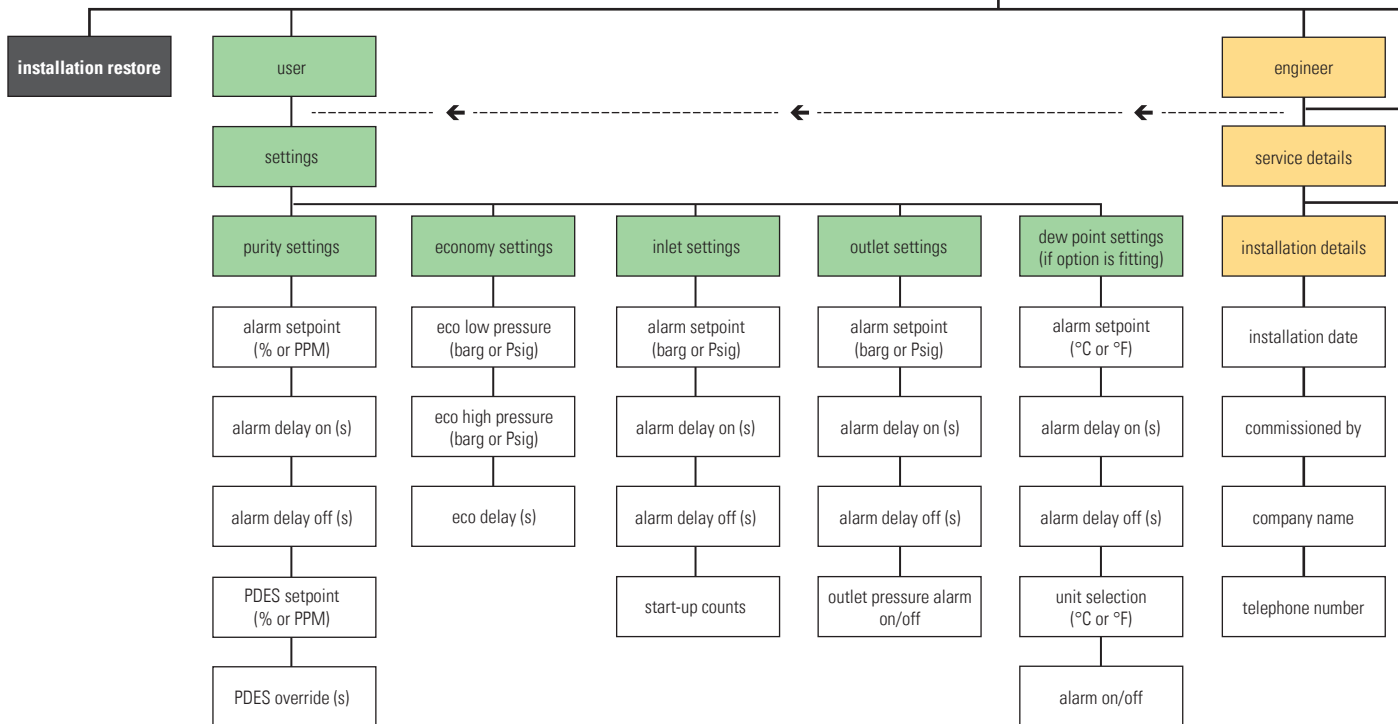 installation restore
user
engineer
settings
service details
purity settings
economy settings
inlet settings
outlet settings
dew point settings
(if option is fitting)
installation details
alarm setpoint
(% or PPM)
eco low pressure
(barg or Psig)
alarm setpoint
(barg or Psig)
alarm setpoint
(barg or Psig)
alarm setpoint
(°C or °F)
installation date
alarm delay on (s)
eco high pressure
(barg or Psig)
alarm delay on (s)
alarm delay on (s)
alarm delay on (s)
commissioned by
alarm delay off (s)
eco delay (s)
alarm delay off (s)
alarm delay off (s)
alarm delay off (s)
company name
PDES setpoint
(% or PPM)
start-up counts
outlet pressure alarm
on/off
unit selection
(°C or °F)
telephone number
PDES override (s)
alarm on/off